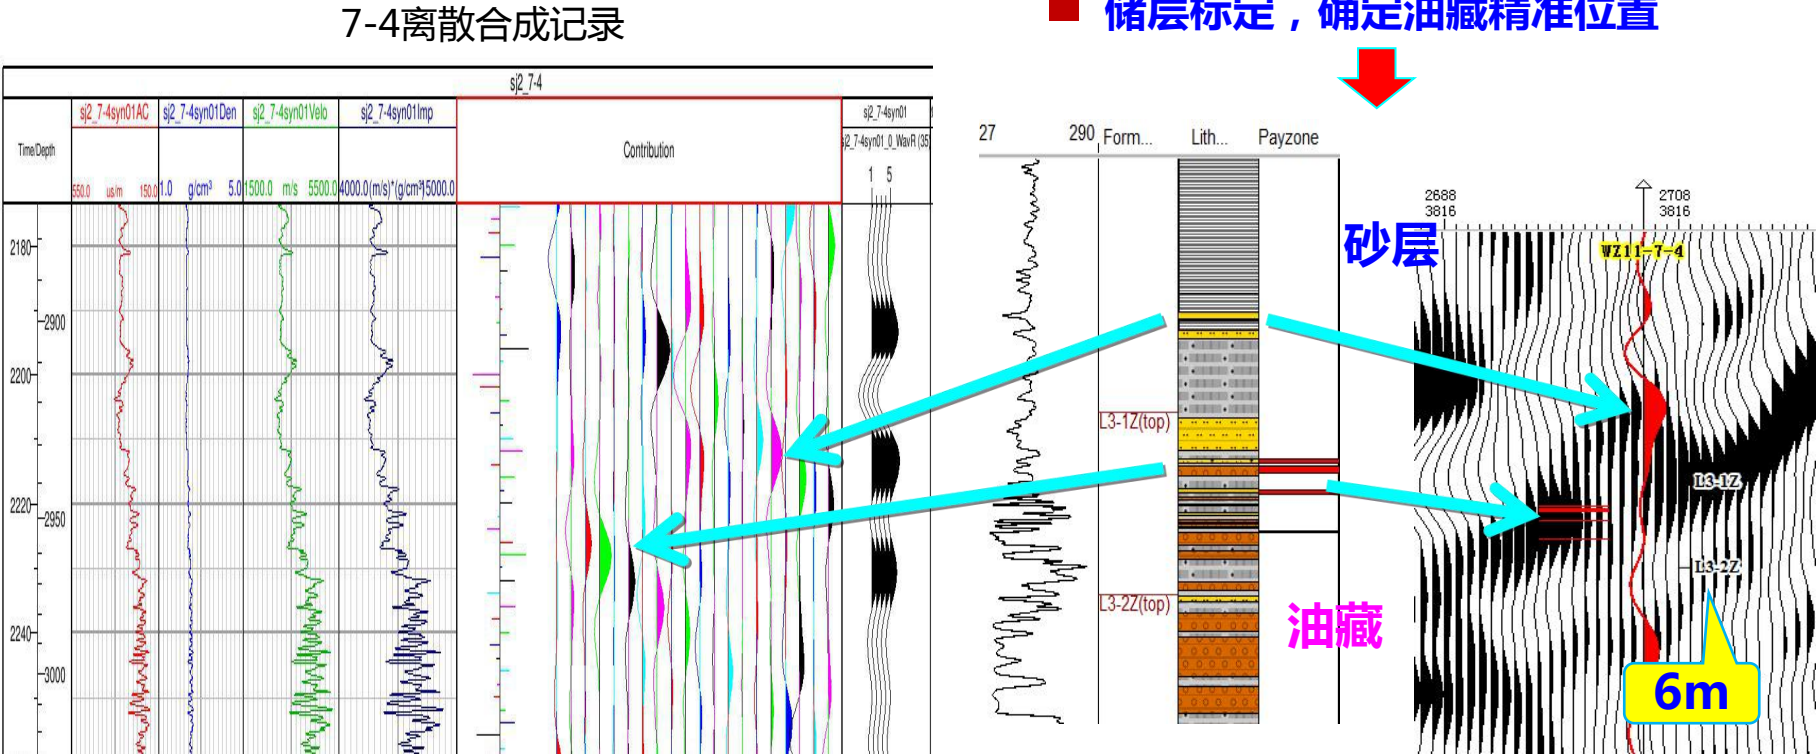 7-4离散合成记录
储层标定，确定油藏精准位置
sj2_7-4
sj2_7-4syn01AC
sj2_7-4syn01Den
sj2_7-4syn01Velo
sj2_7-4syn01Imp
Contribution
sj2_7-4syn01
sj2_7-4syn01_0_WavR (35
Time/Depth
1 5
550.0 us/m 150.0
1.0 g/cm³ 5.0
1500.0 m/s 5500.0
4000.0(m/s)*(g/cm³)15000.0
2180
2900
2200
2220
2950
2240
3000
27
290
Form...
Lith...
Payzone
L3-1Z(top)
L3-2Z(top)
砂层
油藏
2688
3816
2708
3816
WZ11-7-4
L3-1Z
L3-2Z
6m